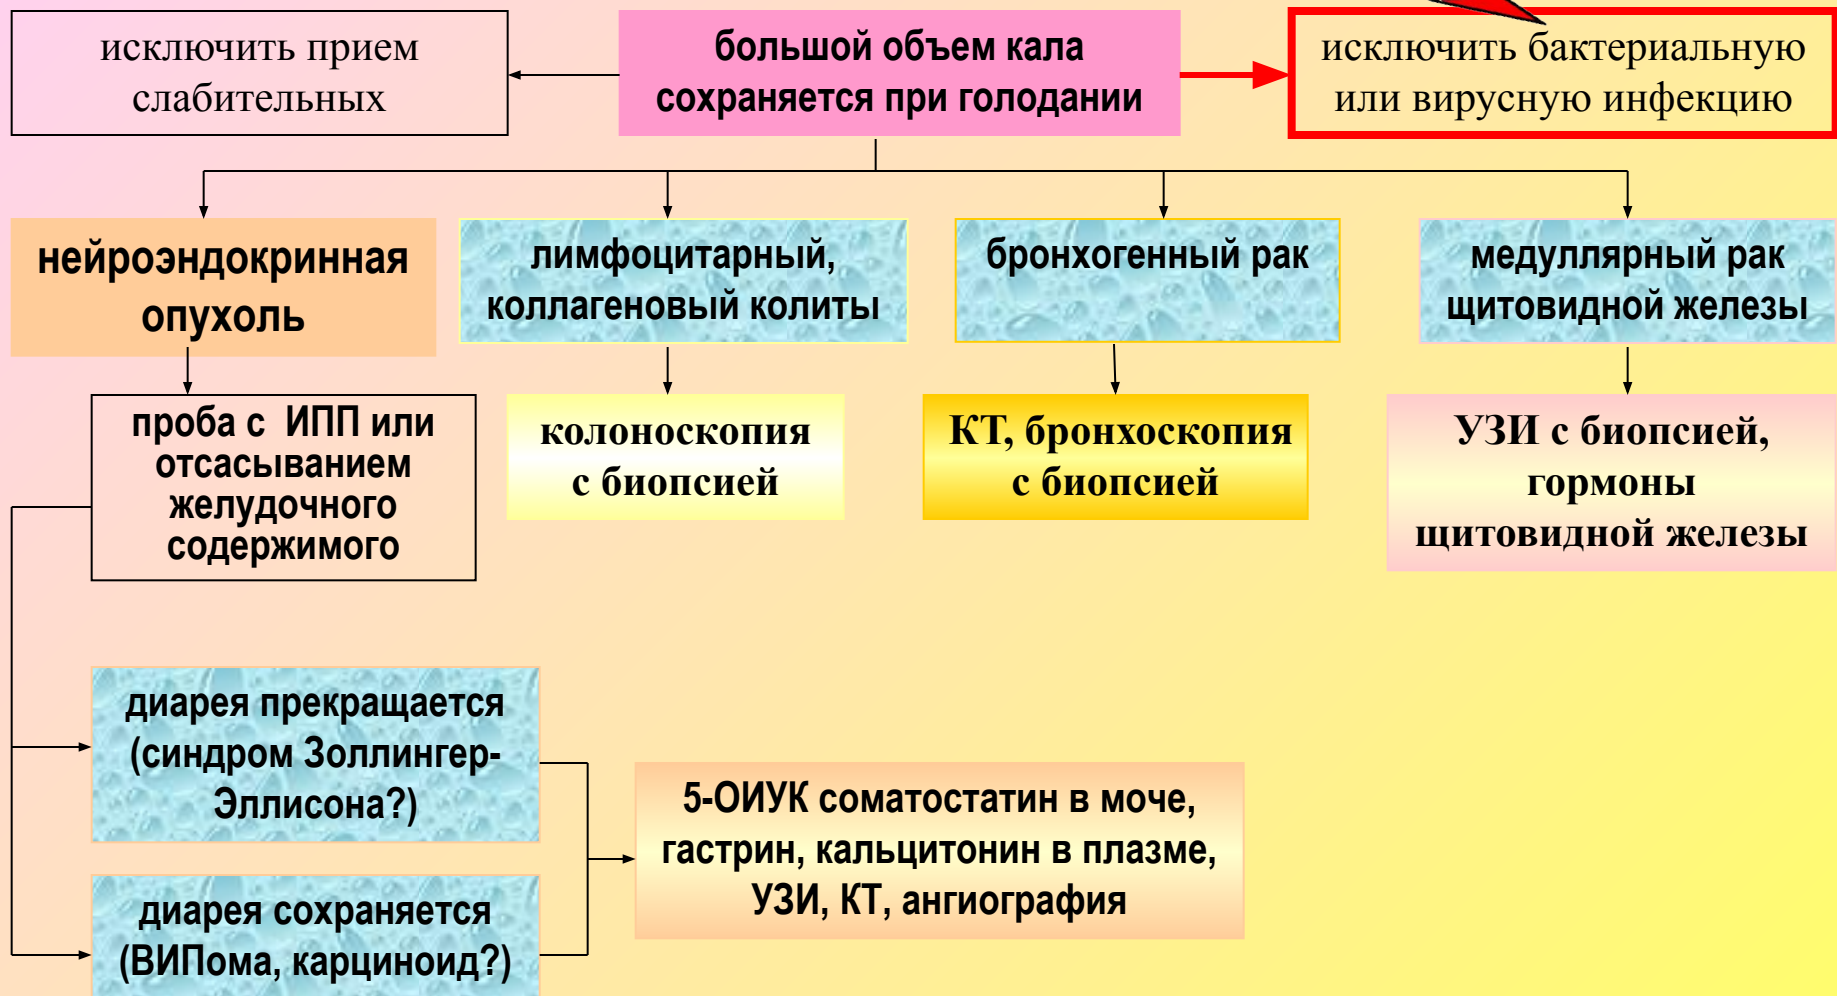 исключить прием
слабительных
большой объем кала
сохраняется при голодании
исключить бактериальную
или вирусную инфекцию
нейроэндокринная
опухоль
лимфоцитарный,
коллагеновый колиты
бронхогенный рак
медуллярный рак
щитовидной железы
проба с ИПП или
отсасыванием
желудочного
содержимого
колоноскопия
с биопсией
КТ, бронхоскопия
с биопсией
УЗИ с биопсией,
гормоны
щитовидной железы
диарея прекращается
(синдром Золлингер-
Эллисона?)
диарея сохраняется
(ВИПома, карциноид?)
5-ОИУК соматостатин в моче,
гастрин, кальцитонин в плазме,
УЗИ, КТ, ангиография